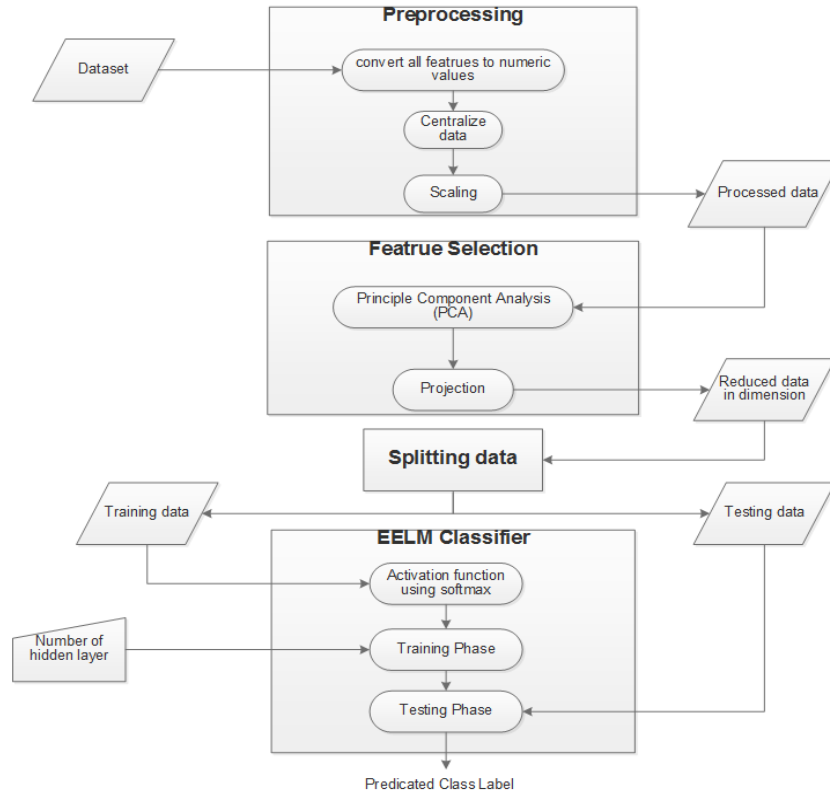 Preprocessing
Dataset
convert all featrues to numeric
values
Centralize
data
Scaling
Processed data
Featrue Selection
Principle Component Analysis
(PCA)
Projection
Reduced data
in dimension
Splitting data
Training data
Testing data
EELM Classifier
Activation function
using softmax
Number of
hidden layer
Training Phase
Testing Phase
Predicated Class Label